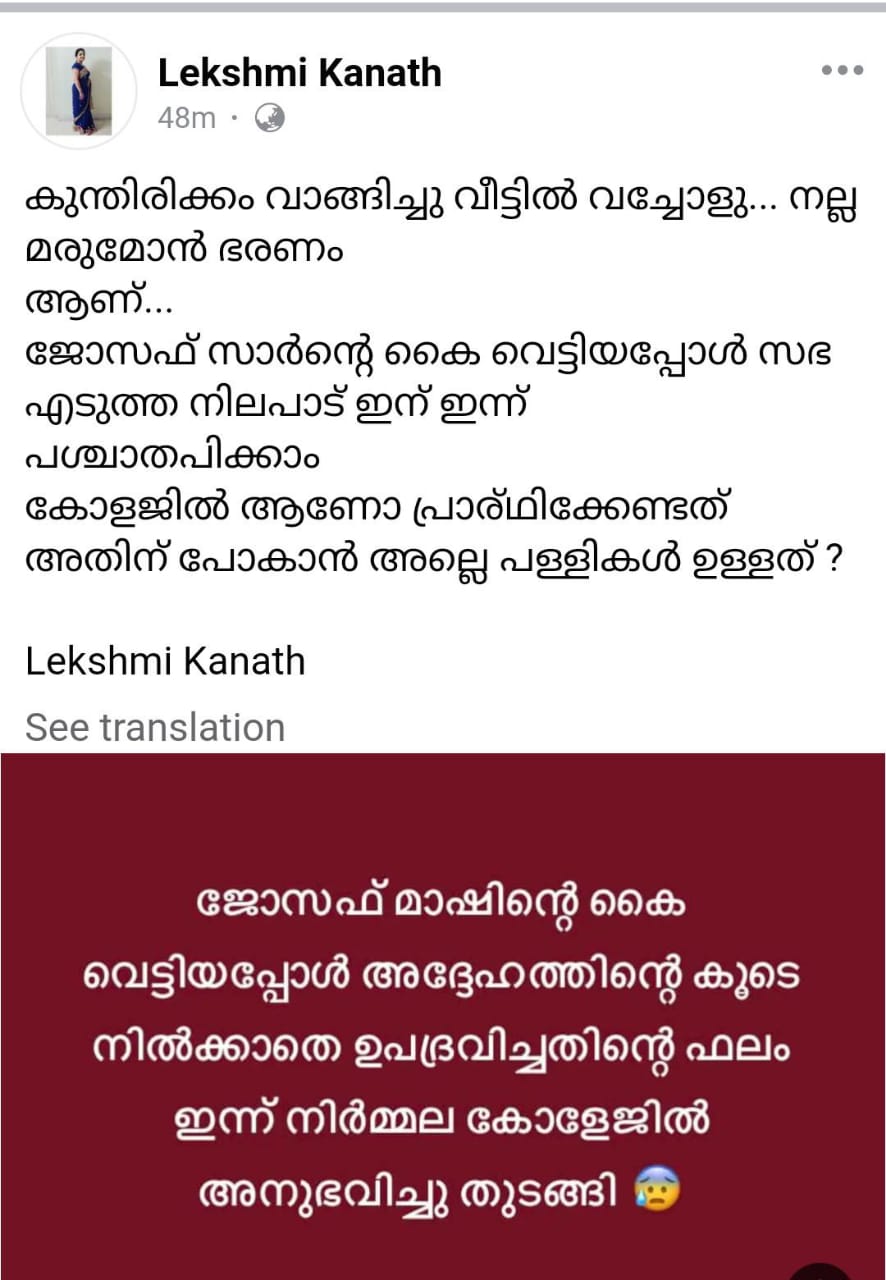 Lekshmi Kanath
48m ·
കുന്തിരിക്കം വാങ്ങിച്ചു വീട്ടിൽ വച്ചോളു... നല്ല
മരുമോൻ ഭരണം
ആണ്...
ജോസഫ് സാർന്റെ കൈ വെട്ടിയപ്പോൾ സഭ
എടുത്ത നിലപാട് ഇന് ഇന്ന്
പശ്ചാതപിക്കാം
കോളജിൽ ആണോ പ്രാര്ഥിക്കേണ്ടത്
അതിന് പോകാൻ അല്ലെ പള്ളികൾ ഉള്ളത് ?
Lekshmi Kanath
See translation
ജോസഫ് മാഷിന്റെ കൈ
വെട്ടിയപ്പോൾ അദ്ദേഹത്തിന്റെ കൂടെ
നിൽക്കാതെ ഉപദ്രവിച്ചതിന്റെ ഫലം
ഇന്ന് നിർമ്മല കോളേജിൽ
അനുഭവിച്ചു തുടങ്ങി 😰